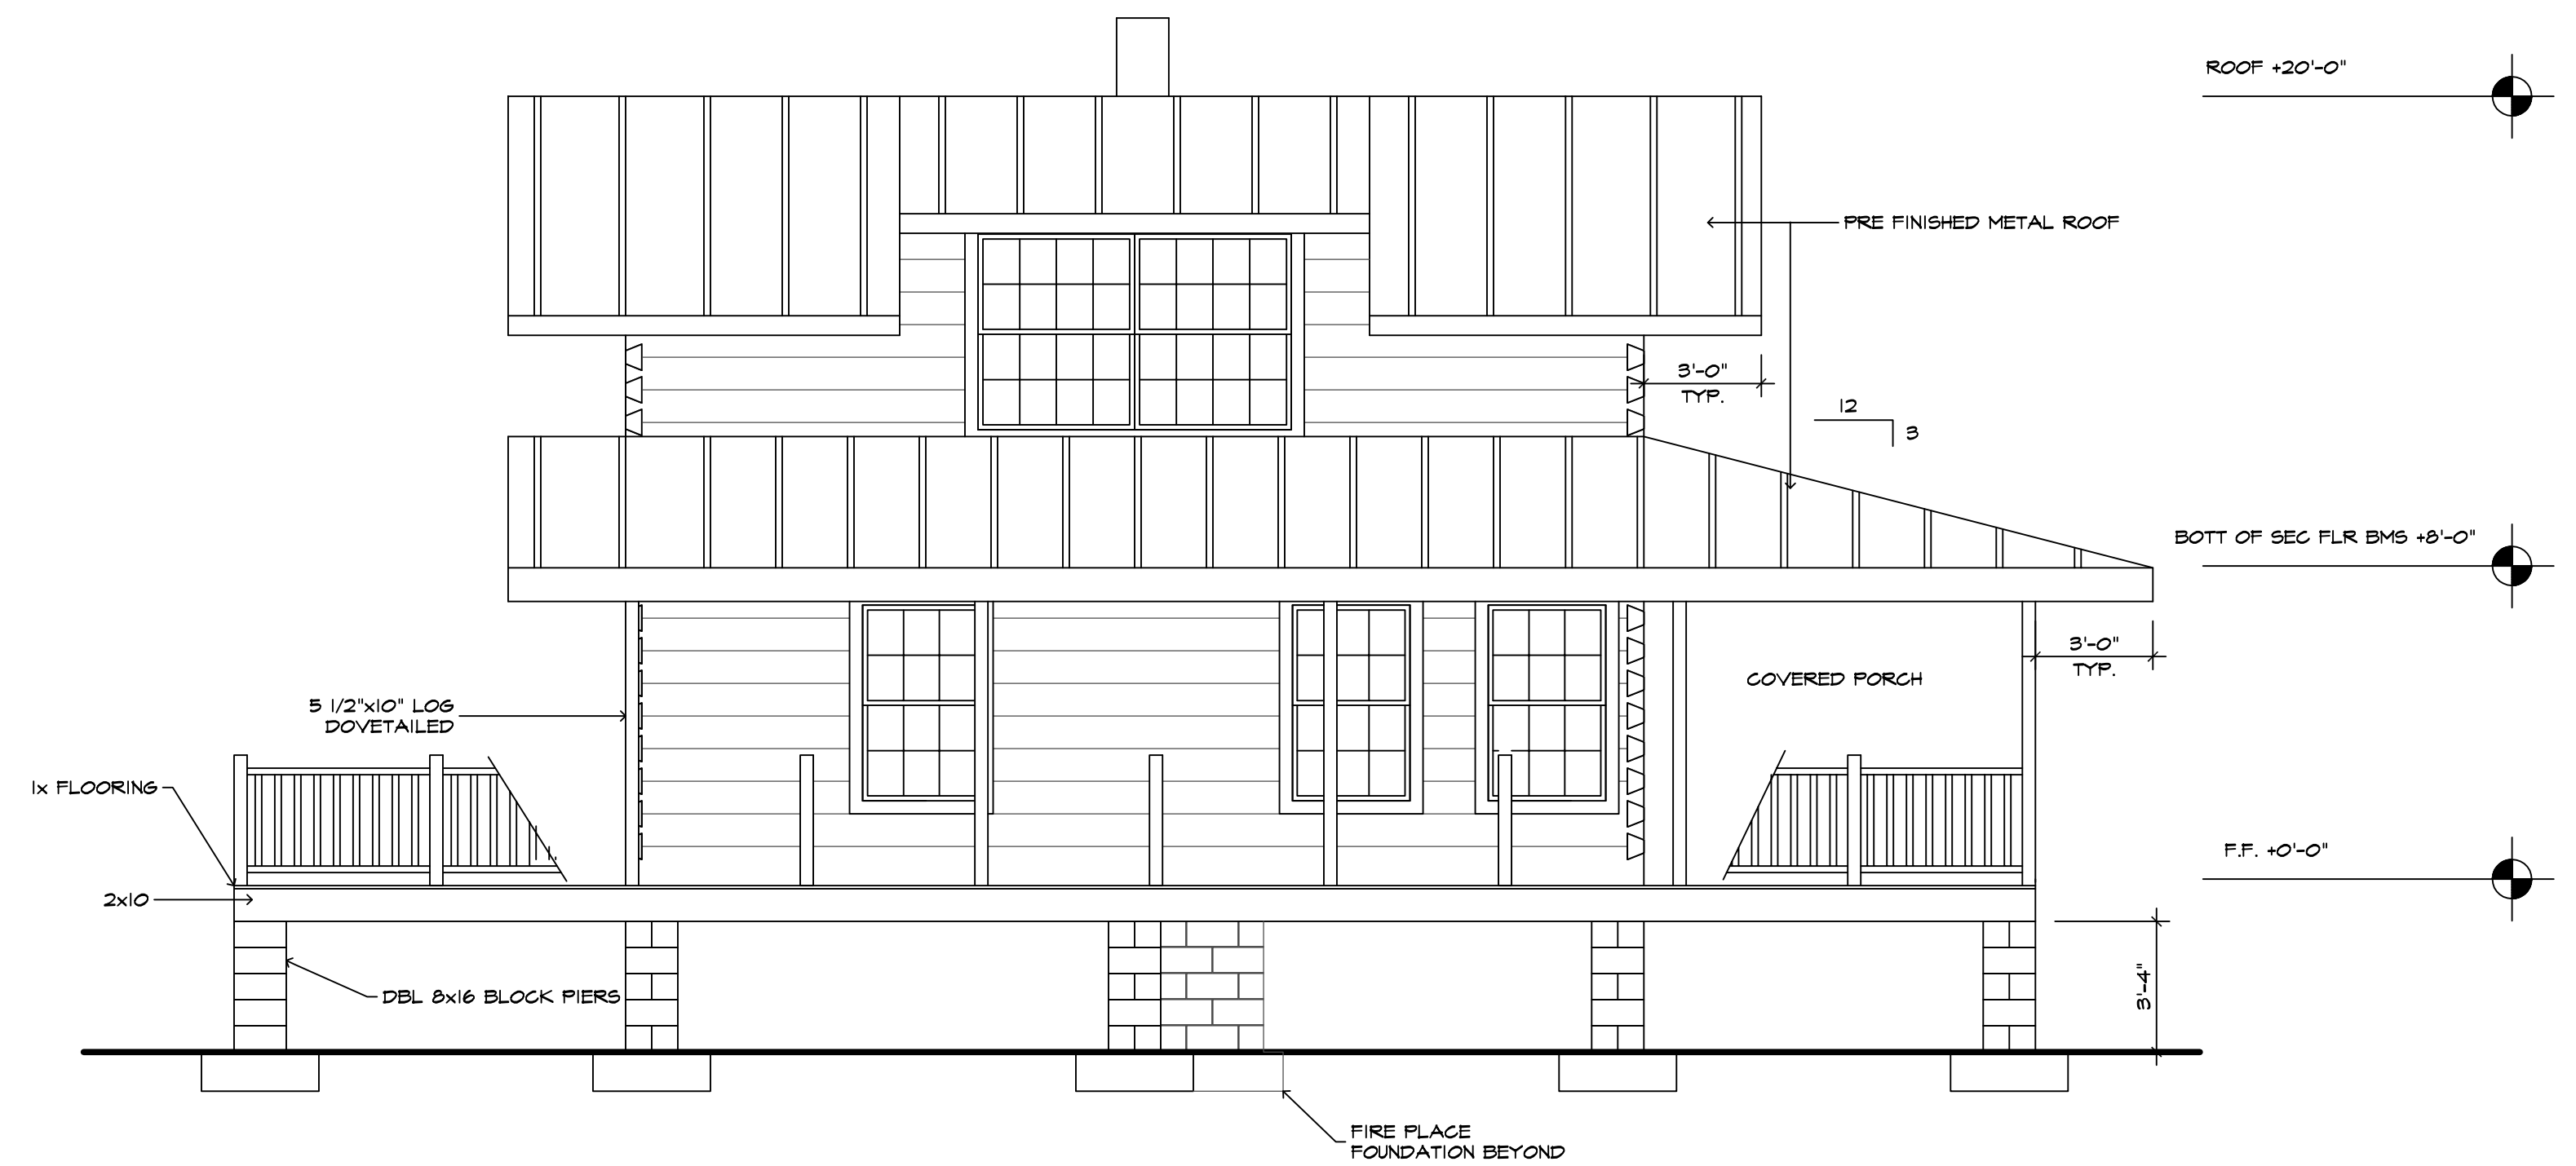 ROOF +20'-0"
PRE FINISHED METAL ROOF
3'-0"
TYP.
12
3
BOTT OF SEC FLR BMS +8'-0"
3'-0"
TYP.
COVERED PORCH
5 1/2"x10" LOG
DOVETAILED
1x FLOORING
F.F. +0'-0"
2x10
DBL 8x16 BLOCK PIERS
3'-4"
FIRE PLACE
FOUNDATION BEYOND